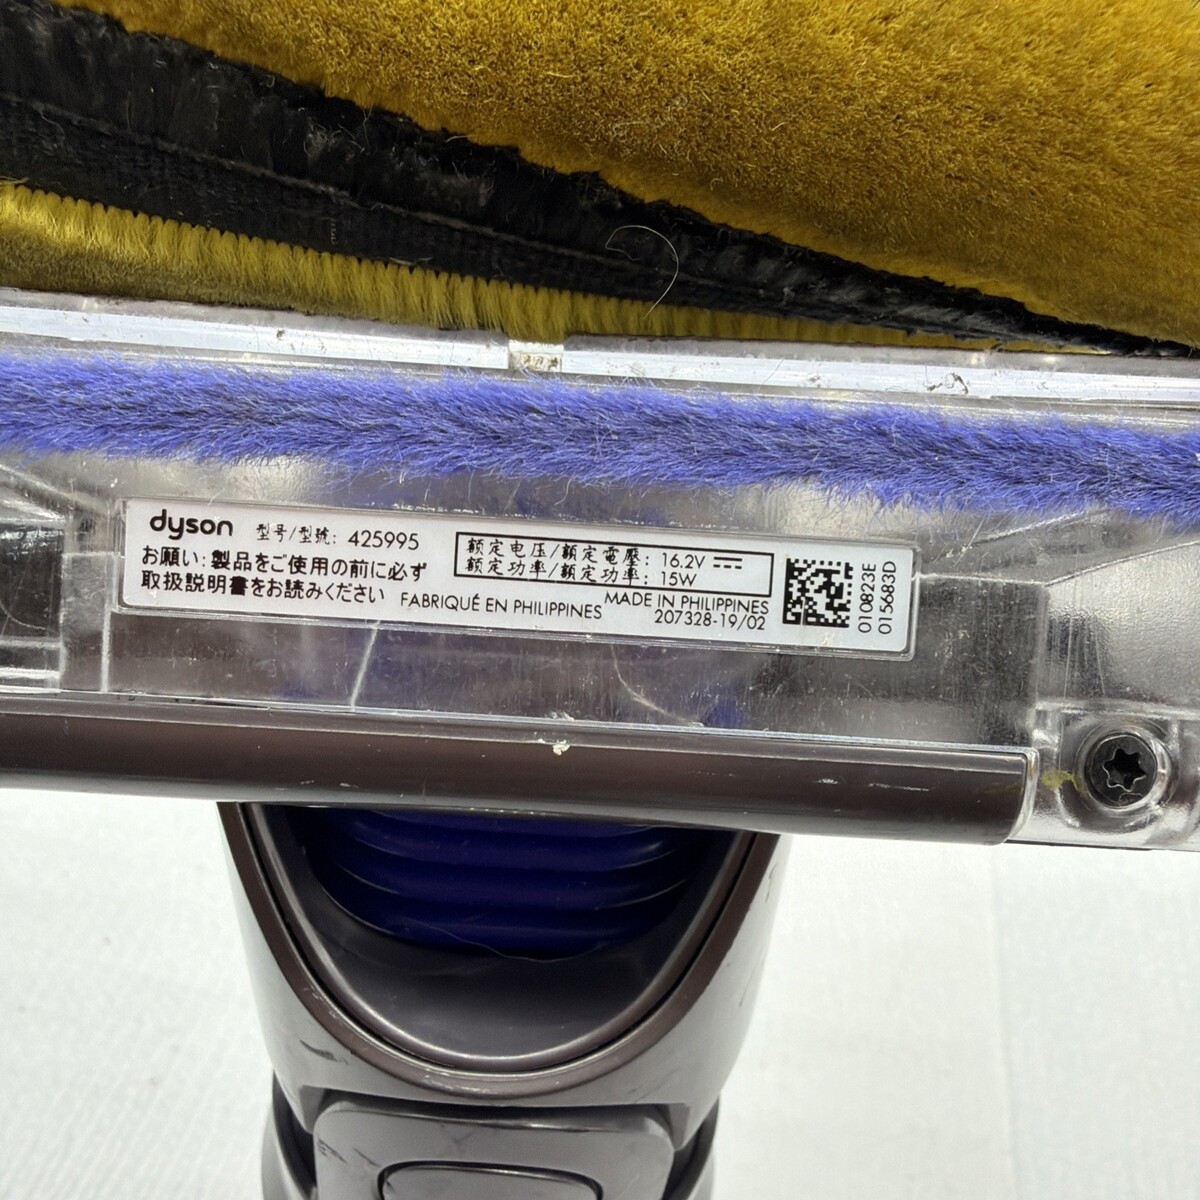 dyson 型号/型號: 425995
お願い:製品をご使用の前に必ず
取扱説明書をお読みください
FABRIQUÉ EN PHILIPPINES
额定电压/額定電壓: 16.2V
额定功率/額定功率: 15W
MADE IN PHILIPPINES
207328-19/02
010823E
015683D